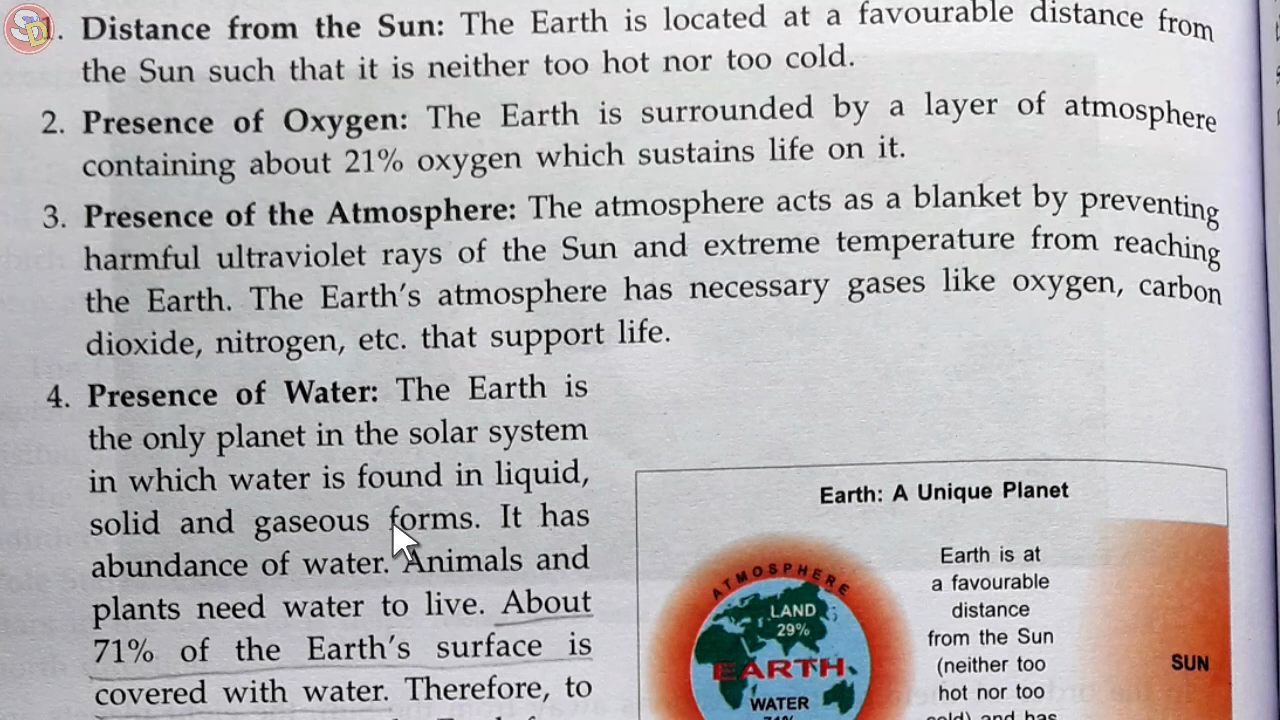 1. Distance from the Sun: The Earth is located at a favourable distance from
the Sun such that it is neither too hot nor too cold.
2. Presence of Oxygen: The Earth is surrounded by a layer of atmosphere
containing about 21% oxygen which sustains life on it.
3. Presence of the Atmosphere: The atmosphere acts as a blanket by preventing
harmful ultraviolet rays of the Sun and extreme temperature from reaching
the Earth. The Earth's atmosphere has necessary gases like oxygen, carbon
dioxide, nitrogen, etc. that support life.
4. Presence of Water: The Earth is
the only planet in the solar system
in which water is found in liquid,
solid and gaseous forms. It has
abundance of water. Animals and
plants need water to live. About
71% of the Earth's surface is
covered with water. Therefore, to
Earth: A Unique Planet
ATMOSPHERE
LAND
29%
EARTH
WATER
Earth is at
a favourable
distance
from the Sun
(neither too
hot nor too
cold) and has
SUN